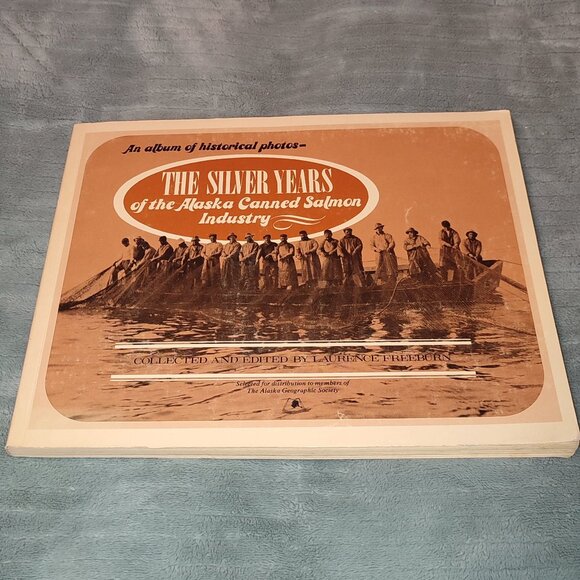 An album of historical photos—
THE SILVER YEARS
of the Alaska Canned Salmon
Industry
COLLECTED AND EDITED BY LAURENCE FREEBURN
Selected for distribution to members of
The Alaska Geographic Society